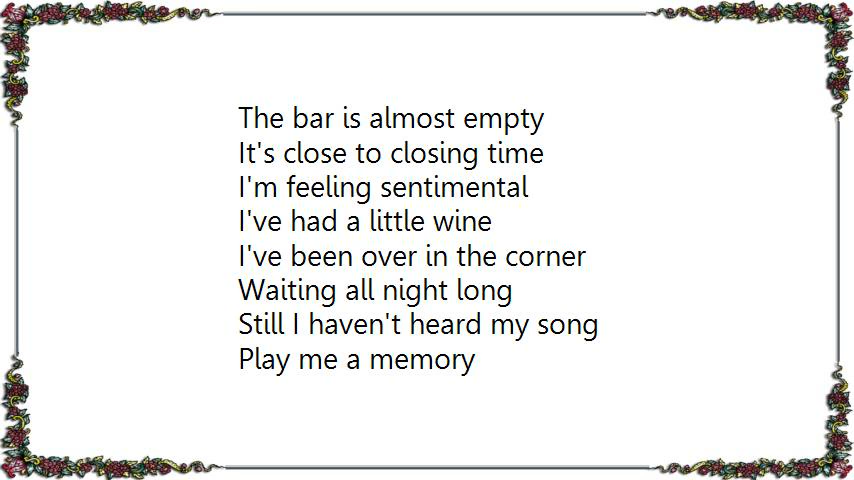 The bar is almost empty
It's close to closing time
I'm feeling sentimental
I've had a little wine
I've been over in the corner
Waiting all night long
Still I haven't heard my song
Play me a memory